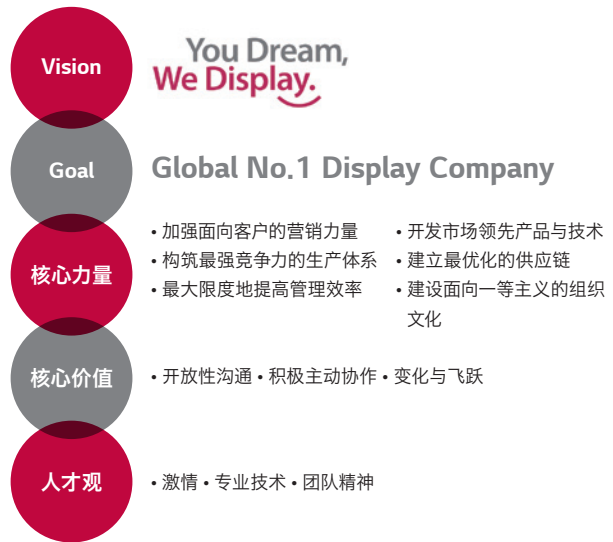 Vision
You Dream,
We Display.
Goal
Global No.1 Display Company
核心力量
• 加强面向客户的营销力量
• 构筑最强竞争力的生产体系
• 最大限度地提高管理效率
• 开发市场领先产品与技术
• 建立最优化的供应链
• 建设面向一等主义的组织
文化
核心价值
• 开放性沟通 • 积极主动协作 • 变化与飞跃
人才观
• 激情 • 专业技术 • 团队精神